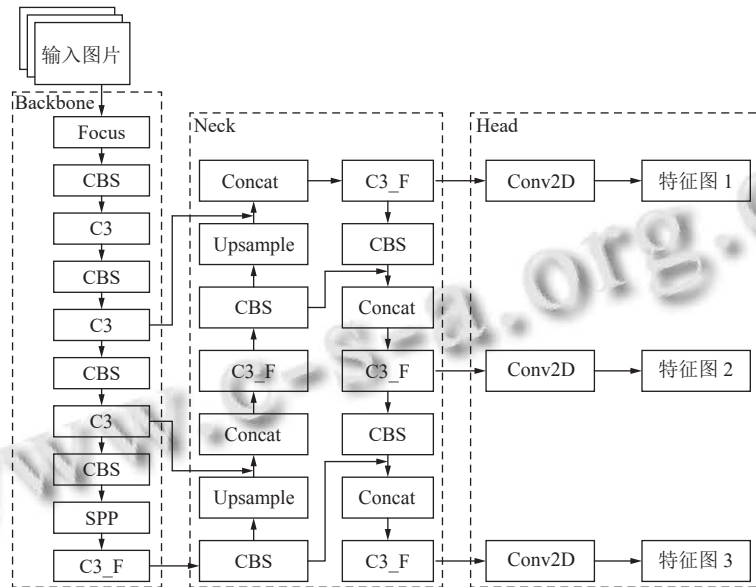 输入图片
Backbone
Focus
CBS
C3
CBS
C3
CBS
C3
CBS
SPP
C3_F
Neck
Concat
Upsample
CBS
C3_F
Concat
Upsample
CBS
C3_F
CBS
Concat
C3_F
CBS
Concat
C3_F
Head
Conv2D
特征图 1
Conv2D
特征图 2
Conv2D
特征图 3
www.c-s-a.org.c